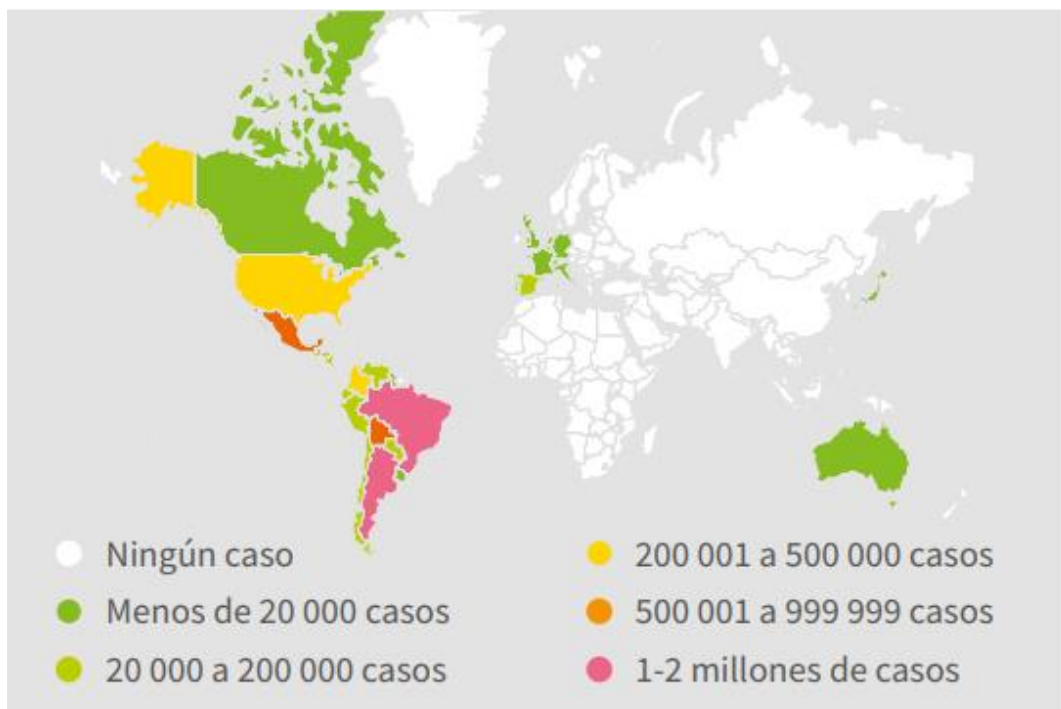 Ningún caso
Menos de 20 000 casos
20 000 a 200 000 casos
200 001 a 500 000 casos
500 001 a 999 999 casos
1-2 millones de casos